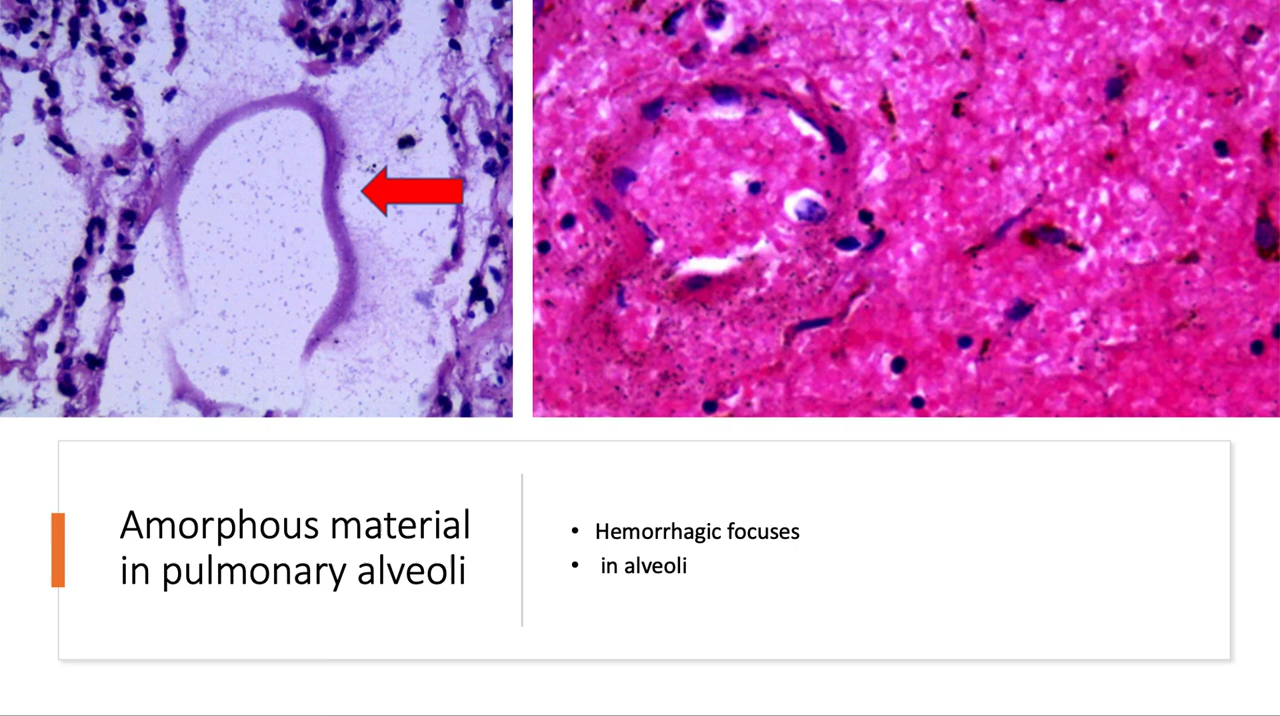 Amorphous material
in pulmonary alveoli
• Hemorrhagic focuses
• in alveoli